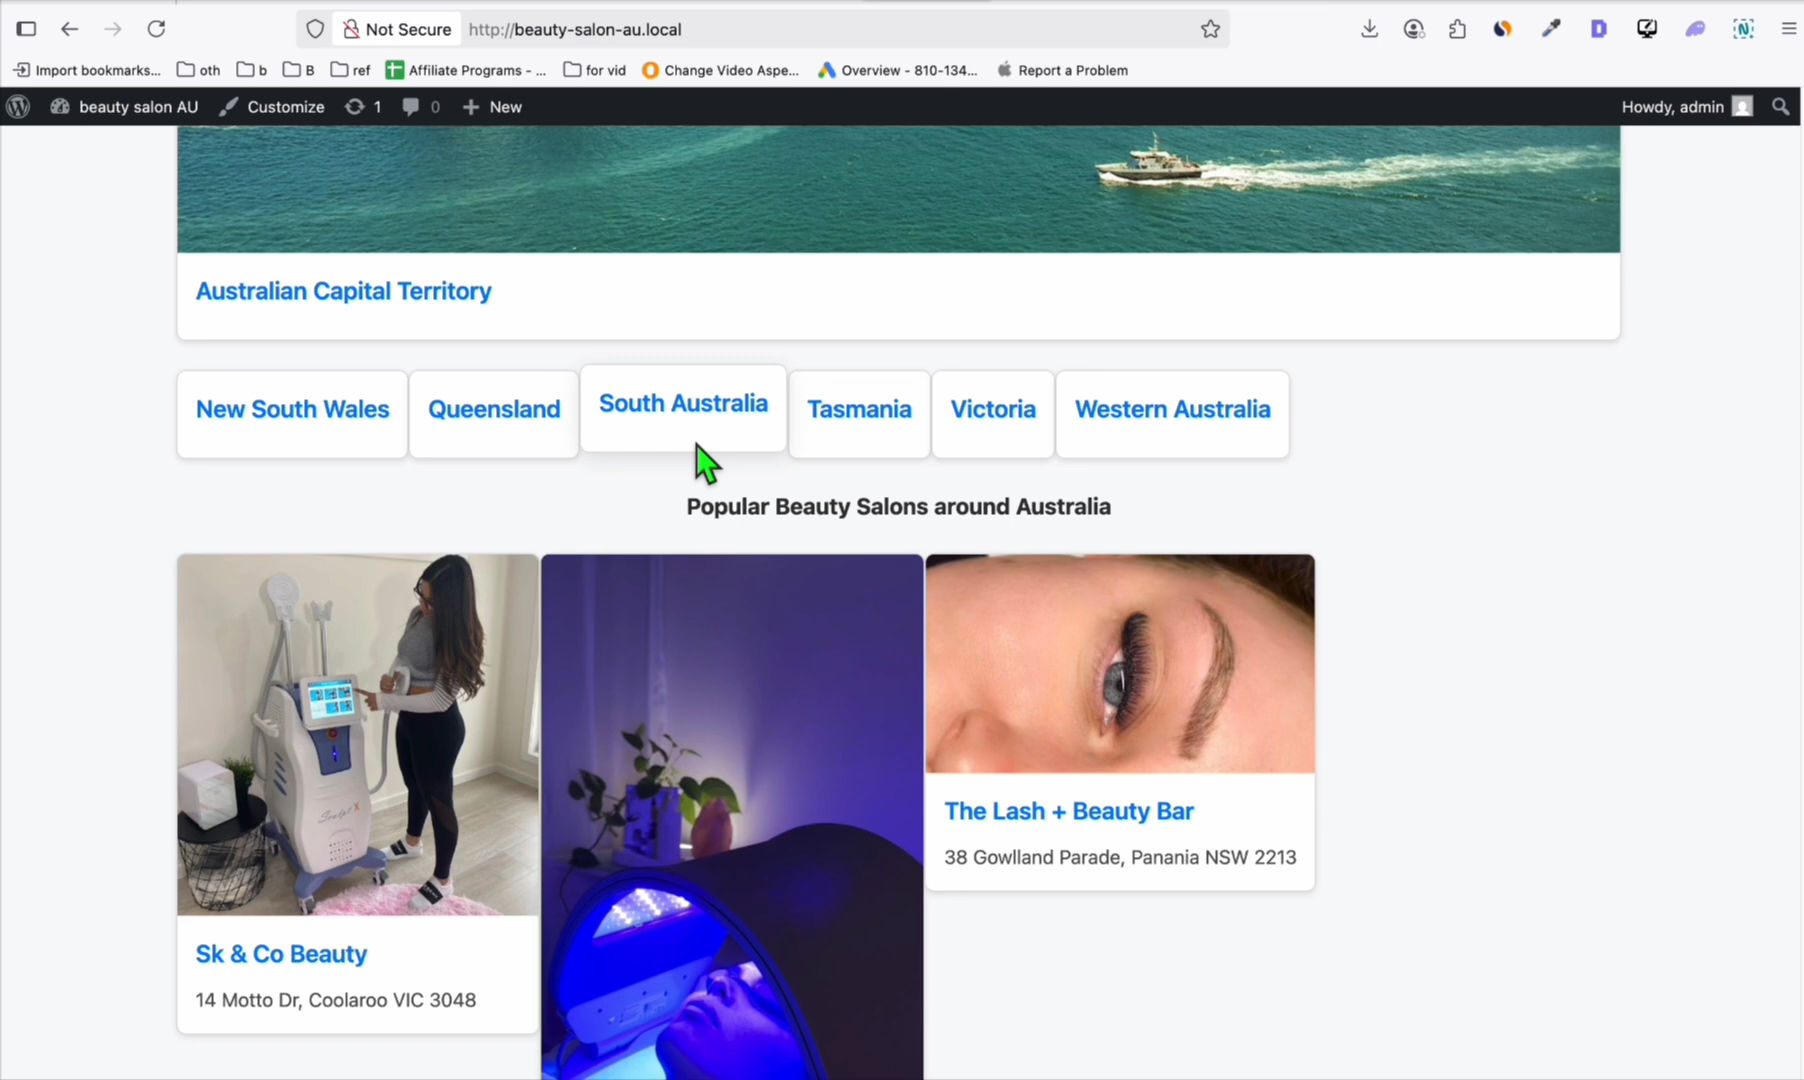 Not Secure http://beauty-salon-au.local
Import bookmarks... oth b B ref Affiliate Programs - ... for vid Change Video Aspe... Overview - 810-134... Report a Problem
beauty salon AU Customize 1 0 New Howdy, admin
Australian Capital Territory
New South Wales Queensland South Australia Tasmania Victoria Western Australia
Popular Beauty Salons around Australia
The Lash + Beauty Bar
38 Gowlland Parade, Panania NSW 2213
Sk & Co Beauty
14 Motto Dr, Coolaroo VIC 3048